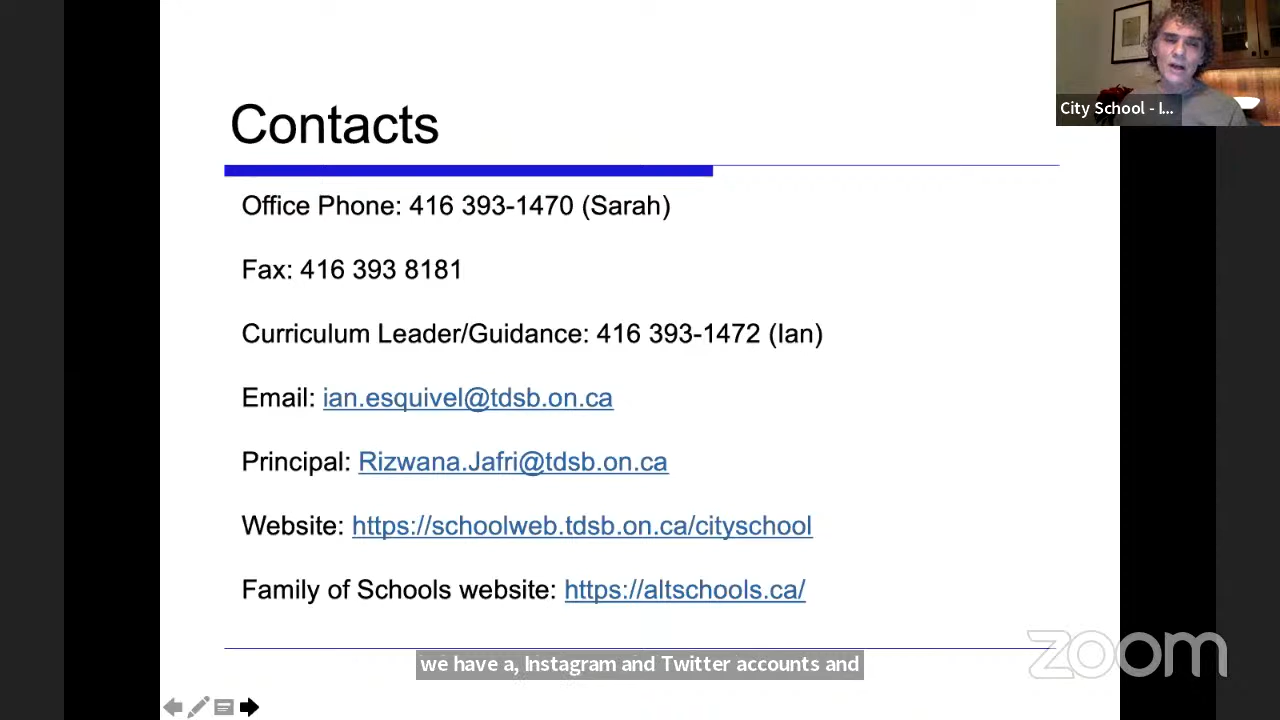 City School - I...
Contacts
Office Phone: 416 393-1470 (Sarah)
Fax: 416 393 8181
Curriculum Leader/Guidance: 416 393-1472 (Ian)
Email: ian.esquivel@tdsb.on.ca
Principal: Rizwana.Jafri@tdsb.on.ca
Website: https://schoolweb.tdsb.on.ca/cityschool
Family of Schools website: https://altschools.ca/
we have a, Instagram and Twitter accounts and
zoom